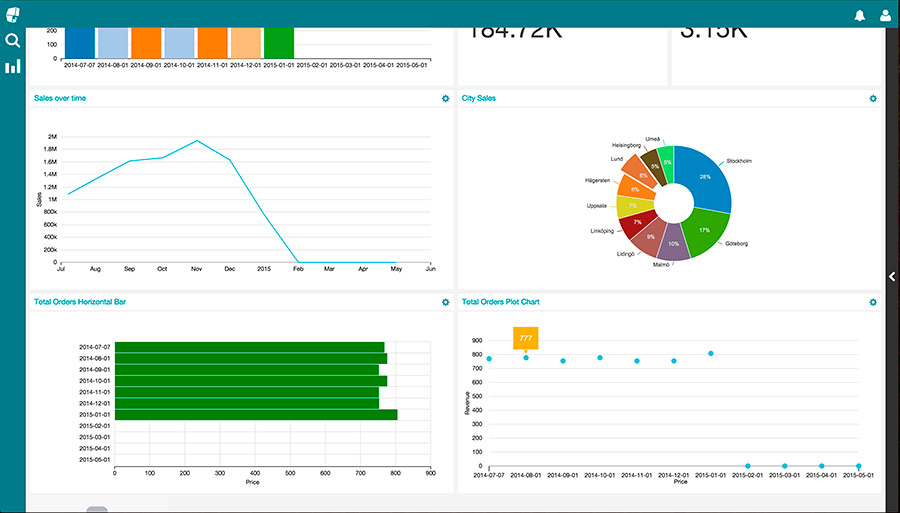 200
100
0
2014-07-07 2014-08-01 2014-09-01 2014-10-01 2014-11-01 2014-12-01 2015-01-01 2015-02-01 2015-03-01 2015-04-01 2015-05-01
184.72K
3.15K
Sales over time
2M
1.8M
1.6M
1.4M
1.2M
1M
800k
600k
400k
200k
0
Sales
Jul Aug Sep Oct Nov Dec 2015 Feb Mar Apr May Jun
City Sales
Umeå
Helsingborg
Lund
Hägersten
Uppsala
Linköping
Lidingö
Malmö
Göteborg
Stockholm
5%
5%
6%
6%
7%
7%
9%
10%
17%
28%
Total Orders Horizontal Bar
2014-07-07
2014-08-01
2014-09-01
2014-10-01
2014-11-01
2014-12-01
2015-01-01
2015-02-01
2015-03-01
2015-04-01
2015-05-01
0 100 200 300 400 500 600 700 800 900
Price
Total Orders Plot Chart
777
900
800
700
600
500
400
300
200
100
0
Revenue
2014-07-01 2014-08-01 2014-09-01 2014-10-01 2014-11-01 2014-12-01 2015-01-01 2015-02-01 2015-03-01 2015-04-01 2015-05-01
Price